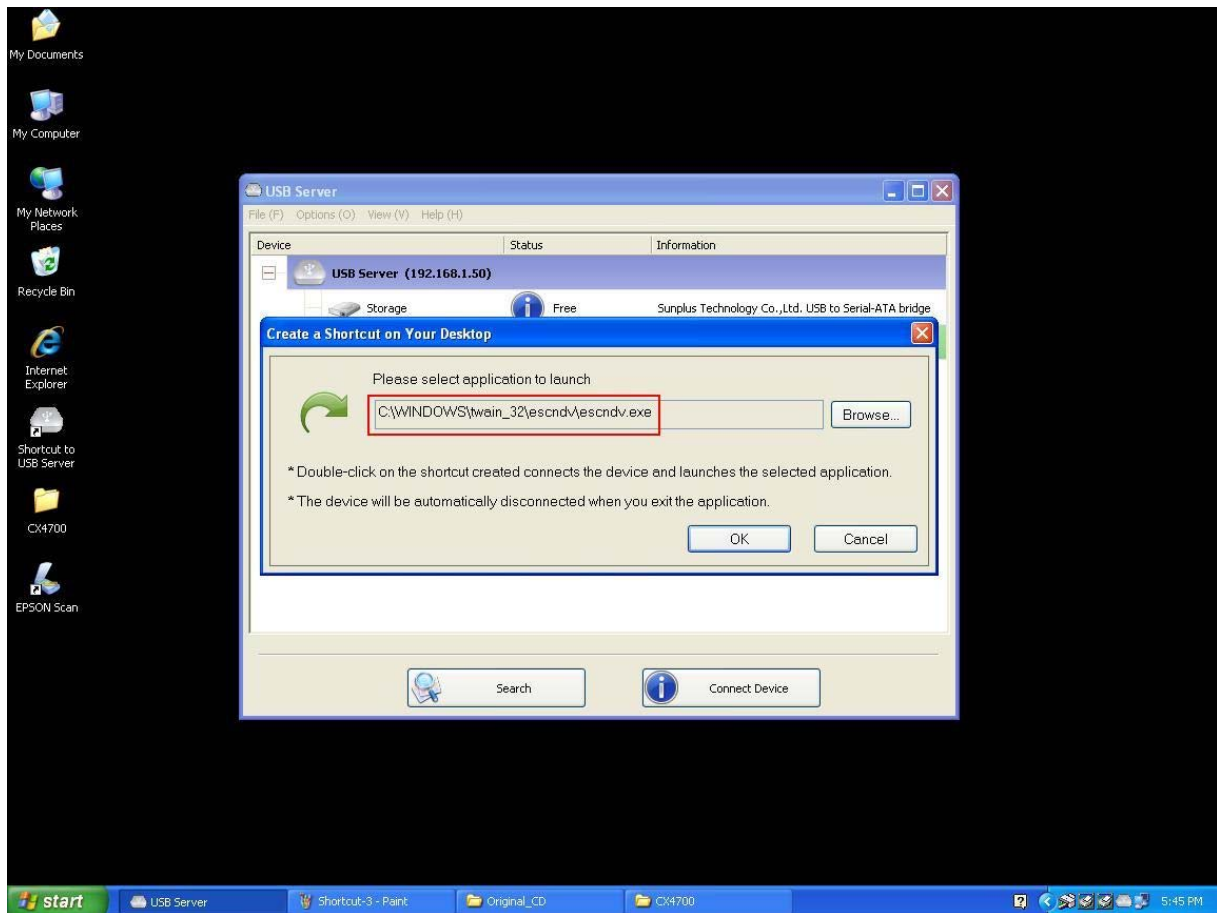 My Documents
My Computer
My Network
Places
Recycle Bin
Internet
Explorer
Shortcut to
USB Server
CX4700
EPSON Scan
USB Server
File (F) Options (O) View (V) Help (H)
Device Status Information
USB Server (192.168.1.50)
Storage Free Sunplus Technology Co.,Ltd. USB to Serial-ATA bridge
Create a Shortcut on Your Desktop
Please select application to launch
C:\WINDOWS\twain_32\escndv\escndv.exe Browse...
* Double-click on the shortcut created connects the device and launches the selected application.
* The device will be automatically disconnected when you exit the application.
OK Cancel
Search Connect Device
start USB Server Shortcut-3 - Paint Original_CD CX4700 5:45 PM